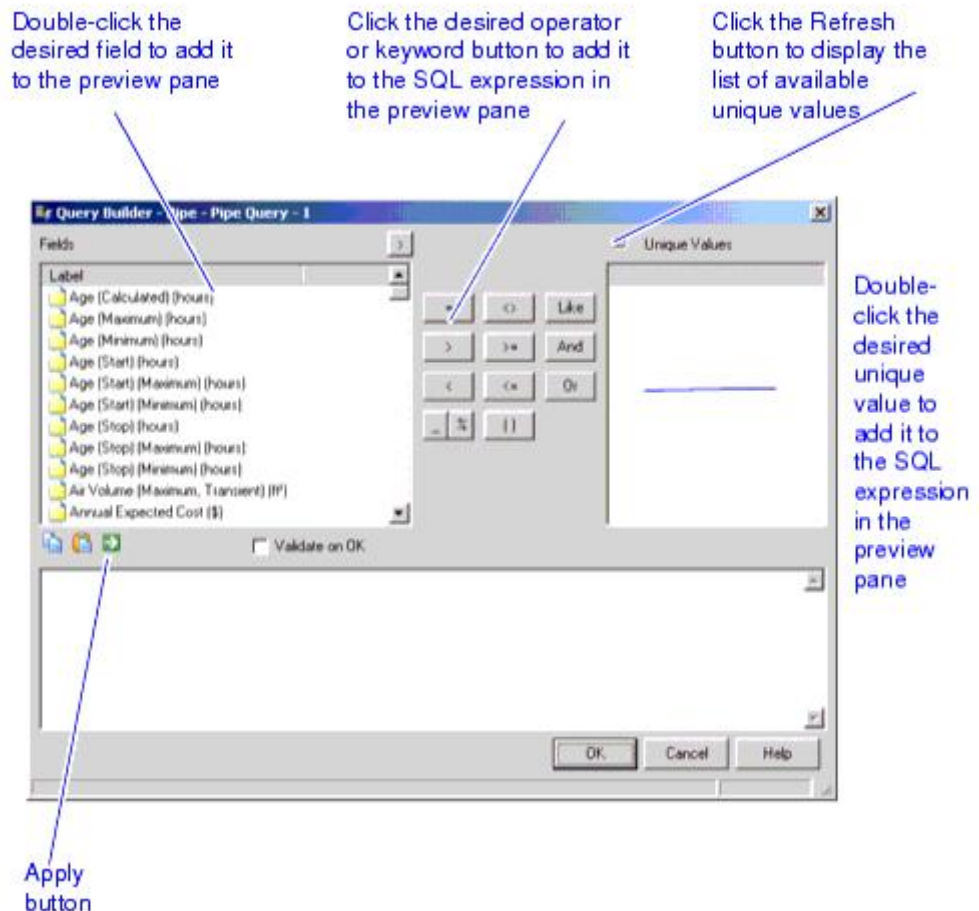 Double-click the
desired field to add it
to the preview pane
Click the desired operator
or keyword button to add it
to the SQL expression in
the preview pane
Click the Refresh
button to display the
list of available
unique values
Query Builder - Pipe - Pipe Query - 1
Fields
>
Unique Values
Label
Age (Calculated) (hours)
Age (Maximum) (hours)
Age (Minimum) (hours)
Age (Start) (hours)
Age (Start) (Maximum) (hours)
Age (Start) (Minimum) (hours)
Age (Stop) (hours)
Age (Stop) (Maximum) (hours)
Age (Stop) (Minimum) (hours)
Air Volume (Maximum, Transient) (ft³)
Annual Expected Cost ($)
= <> Like
> >= And
< <= Or
_ % ( )
Double-
click the
desired
unique
value to
add it to
the SQL
expression
in the
preview
pane
Validate on OK
OK Cancel Help
Apply
button